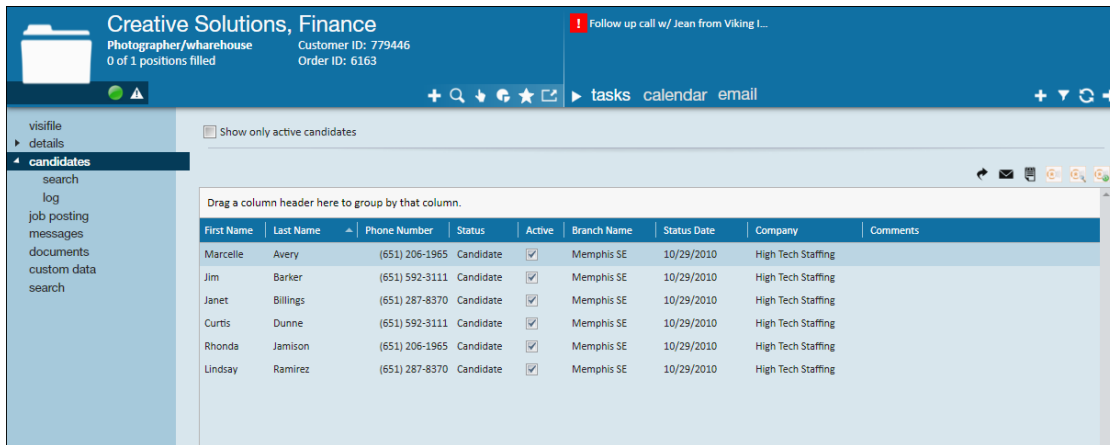 Creative Solutions, Finance
Photographer/wharehouse Customer ID: 779446
0 of 1 positions filled Order ID: 6163
! Follow up call w/ Jean from Viking I...
tasks calendar email
visifile
details
candidates
search
log
job posting
messages
documents
custom data
search
Show only active candidates
Drag a column header here to group by that column.
First Name Last Name Phone Number Status Active Branch Name Status Date Company Comments
Marcelle Avery (651) 206-1965 Candidate Memphis SE 10/29/2010 High Tech Staffing
Jim Barker (651) 592-3111 Candidate Memphis SE 10/29/2010 High Tech Staffing
Janet Billings (651) 287-8370 Candidate Memphis SE 10/29/2010 High Tech Staffing
Curtis Dunne (651) 592-3111 Candidate Memphis SE 10/29/2010 High Tech Staffing
Rhonda Jamison (651) 206-1965 Candidate Memphis SE 10/29/2010 High Tech Staffing
Lindsay Ramirez (651) 287-8370 Candidate Memphis SE 10/29/2010 High Tech Staffing